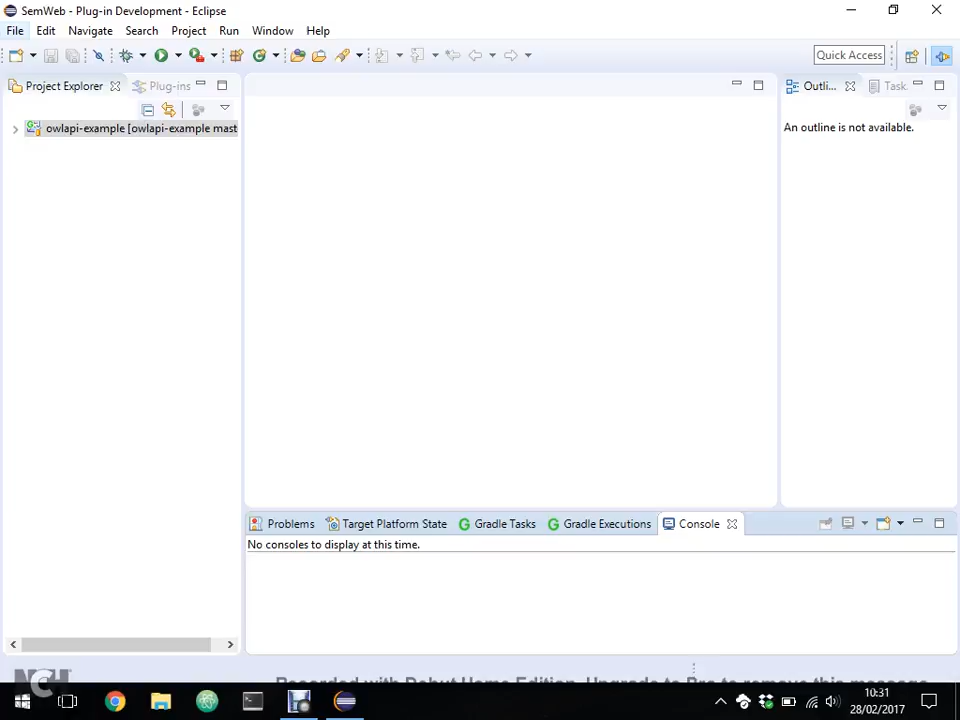 SemWeb - Plug-in Development - Eclipse
File Edit Navigate Search Project Run Window Help
Quick Access
Project Explorer Plug-ins Outli... Task
owlapi-example [owlapi-example mast
An outline is not available.
Problems Target Platform State Gradle Tasks Gradle Executions Console
No consoles to display at this time.
NCH
Recorded with Debut Home Edition. Upgrade to Pro to remove this message
10:31
28/02/2017